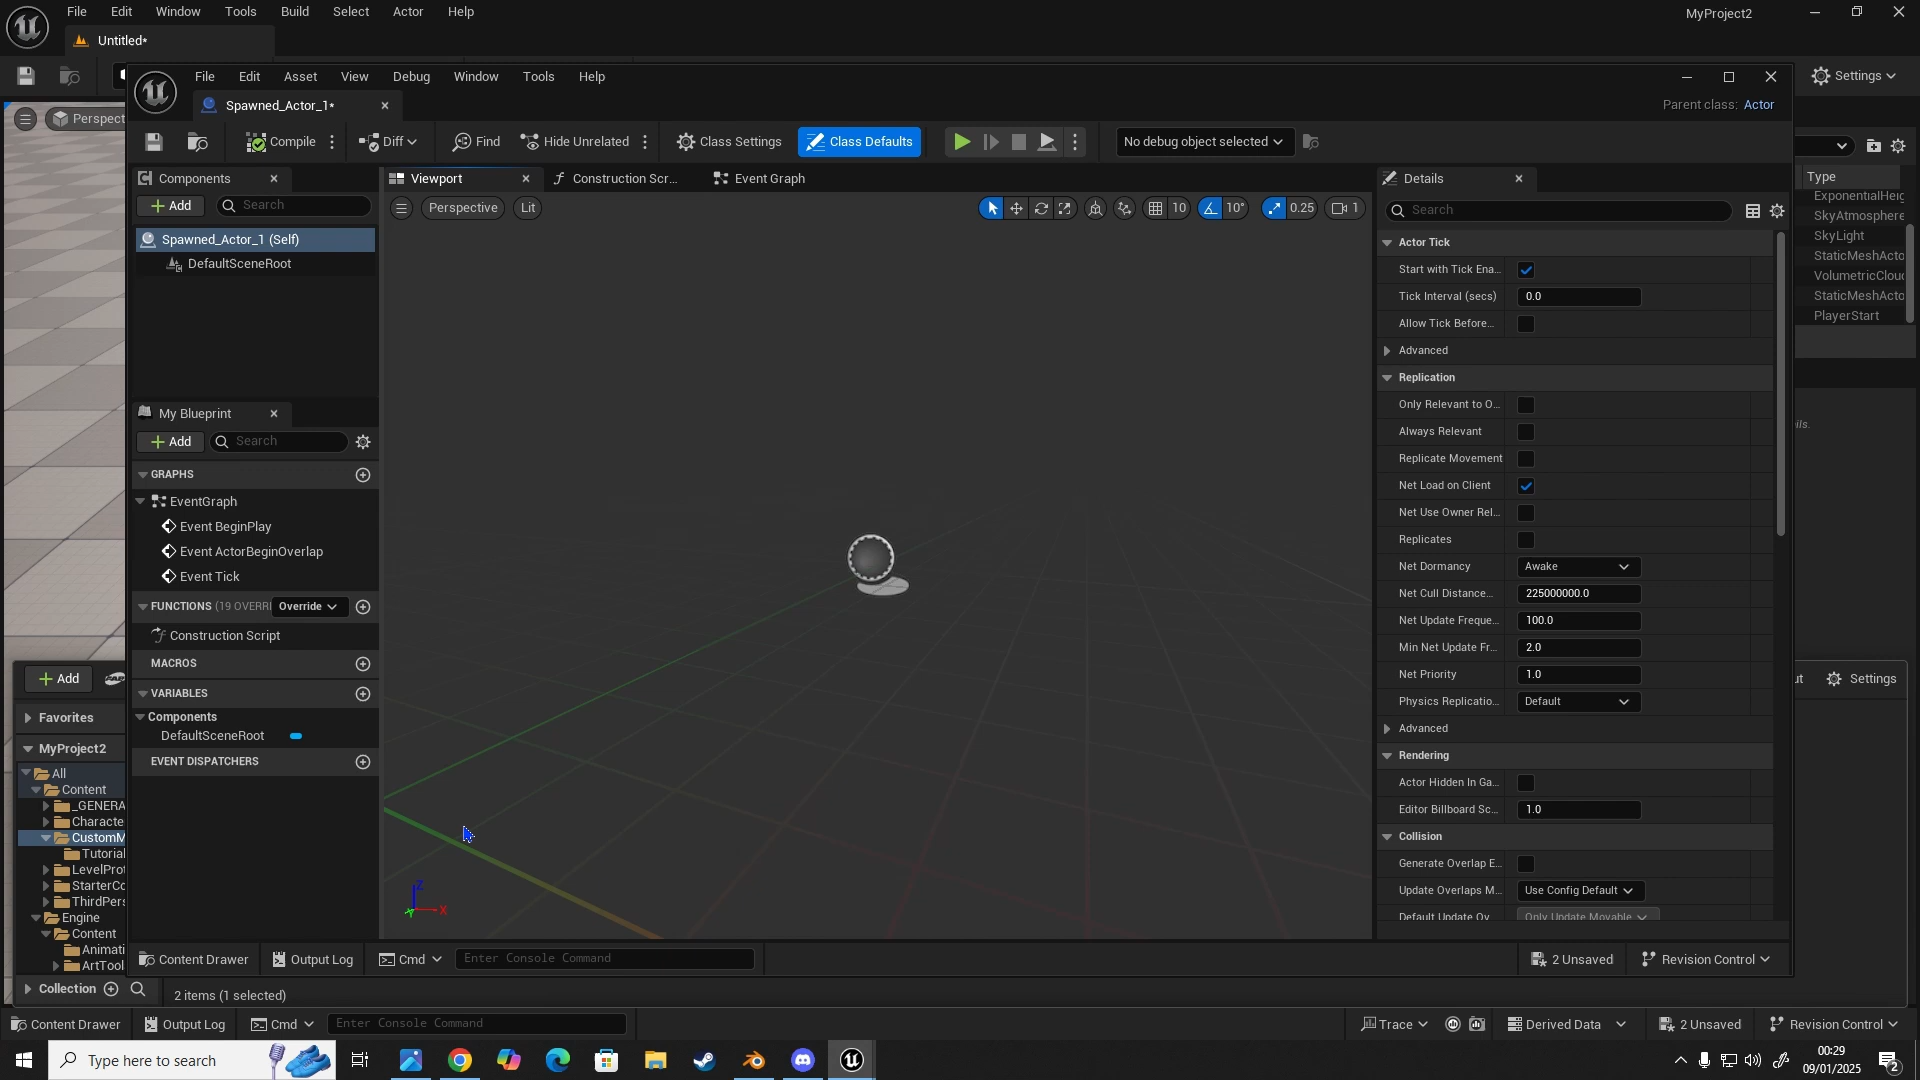 File Edit Window Tools Build Select Actor Help
MyProject2
Untitled*
Settings
File Edit Asset View Debug Window Tools Help
Spawned_Actor_1*
Parent class: Actor
Perspect
Compile Diff Find Hide Unrelated Class Settings Class Defaults No debug object selected
Components Viewport Construction Scr... Event Graph Details
Type
Add Search Perspective Lit 10 10° 0.25 1 Search
ExponentialHeig
SkyAtmosphere
SkyLight
StaticMeshActo
VolumetricClou
StaticMeshActo
PlayerStart
Spawned_Actor_1 (Self)
DefaultSceneRoot
My Blueprint
Add Search
GRAPHS
EventGraph
Event BeginPlay
Event ActorBeginOverlap
Event Tick
FUNCTIONS (19 OVERRI Override
Construction Script
MACROS
VARIABLES
Components
DefaultSceneRoot
EVENT DISPATCHERS
Z
X
Y
Actor Tick
Start with Tick Ena...
Tick Interval (secs) 0.0
Allow Tick Before...
Advanced
Replication
Only Relevant to O...
Always Relevant
Replicate Movement
Net Load on Client
Net Use Owner Rel...
Replicates
Net Dormancy Awake
Net Cull Distance... 225000000.0
Net Update Freque... 100.0
Min Net Update Fr... 2.0
Net Priority 1.0
Physics Replicatio... Default
Advanced
Rendering
Actor Hidden In Ga...
Editor Billboard Sc... 1.0
Collision
Generate Overlap E...
Update Overlaps M... Use Config Default
Default Update Ov Only Update Movable
ils.
Add
ut Settings
Favorites
MyProject2
All
Content
_GENERA
Characte
CustomM
Tutorial
LevelProt
StarterCo
ThirdPers
Engine
Content
Animati
ArtTool
Collection
Content Drawer Output Log Cmd Enter Console Command 2 Unsaved Revision Control
2 items (1 selected)
Content Drawer Output Log Cmd Enter Console Command Trace Derived Data 2 Unsaved Revision Control
Type here to search
00:29
09/01/2025
2